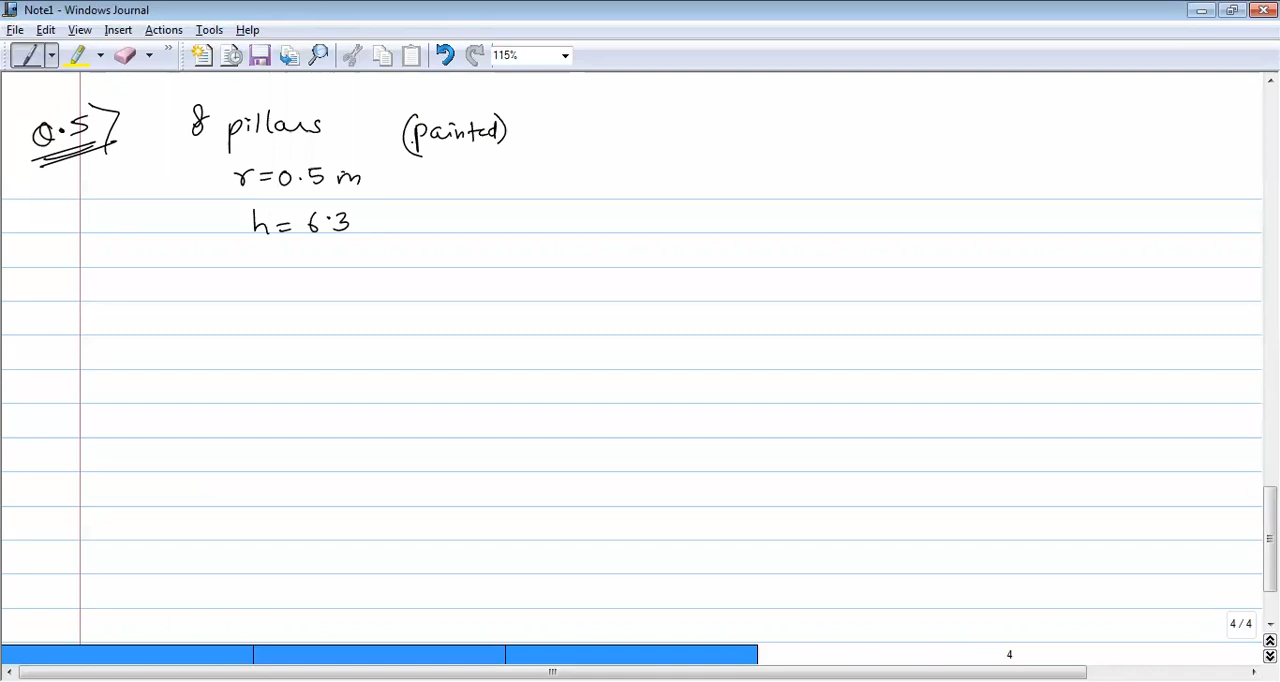 Note1 - Windows Journal
File Edit View Insert Actions Tools Help
115%
Q.5> 8 pillars (painted)
r=0.5 m
h= 6.3
4 / 4
4